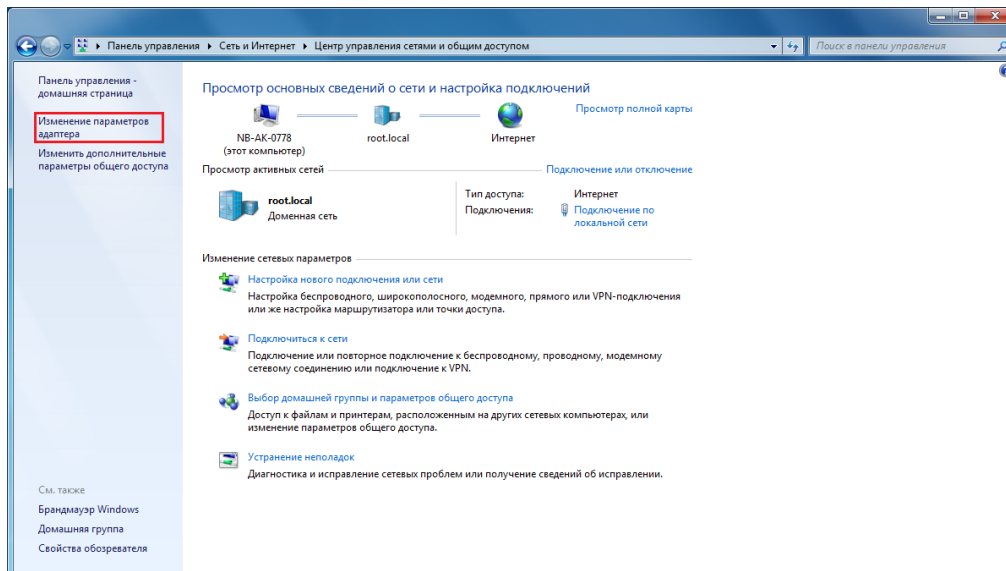 Панель управления ▸ Сеть и Интернет ▸ Центр управления сетями и общим доступом
Поиск в панели управления
Панель управления -
домашняя страница
Изменение параметров
адаптера
Изменить дополнительные
параметры общего доступа
См. также
Брандмауэр Windows
Домашняя группа
Свойства обозревателя
Просмотр основных сведений о сети и настройка подключений
Просмотр полной карты
NB-AK-0778
(этот компьютер)
root.local
Интернет
Просмотр активных сетей
Подключение или отключение
root.local
Доменная сеть
Тип доступа: Интернет
Подключения: Подключение по
локальной сети
Изменение сетевых параметров
Настройка нового подключения или сети
Настройка беспроводного, широкополосного, модемного, прямого или VPN-подключения
или же настройка маршрутизатора или точки доступа.
Подключиться к сети
Подключение или повторное подключение к беспроводному, проводному, модемному
сетевому соединению или подключение к VPN.
Выбор домашней группы и параметров общего доступа
Доступ к файлам и принтерам, расположенным на других сетевых компьютерах, или
изменение параметров общего доступа.
Устранение неполадок
Диагностика и исправление сетевых проблем или получение сведений об исправлении.